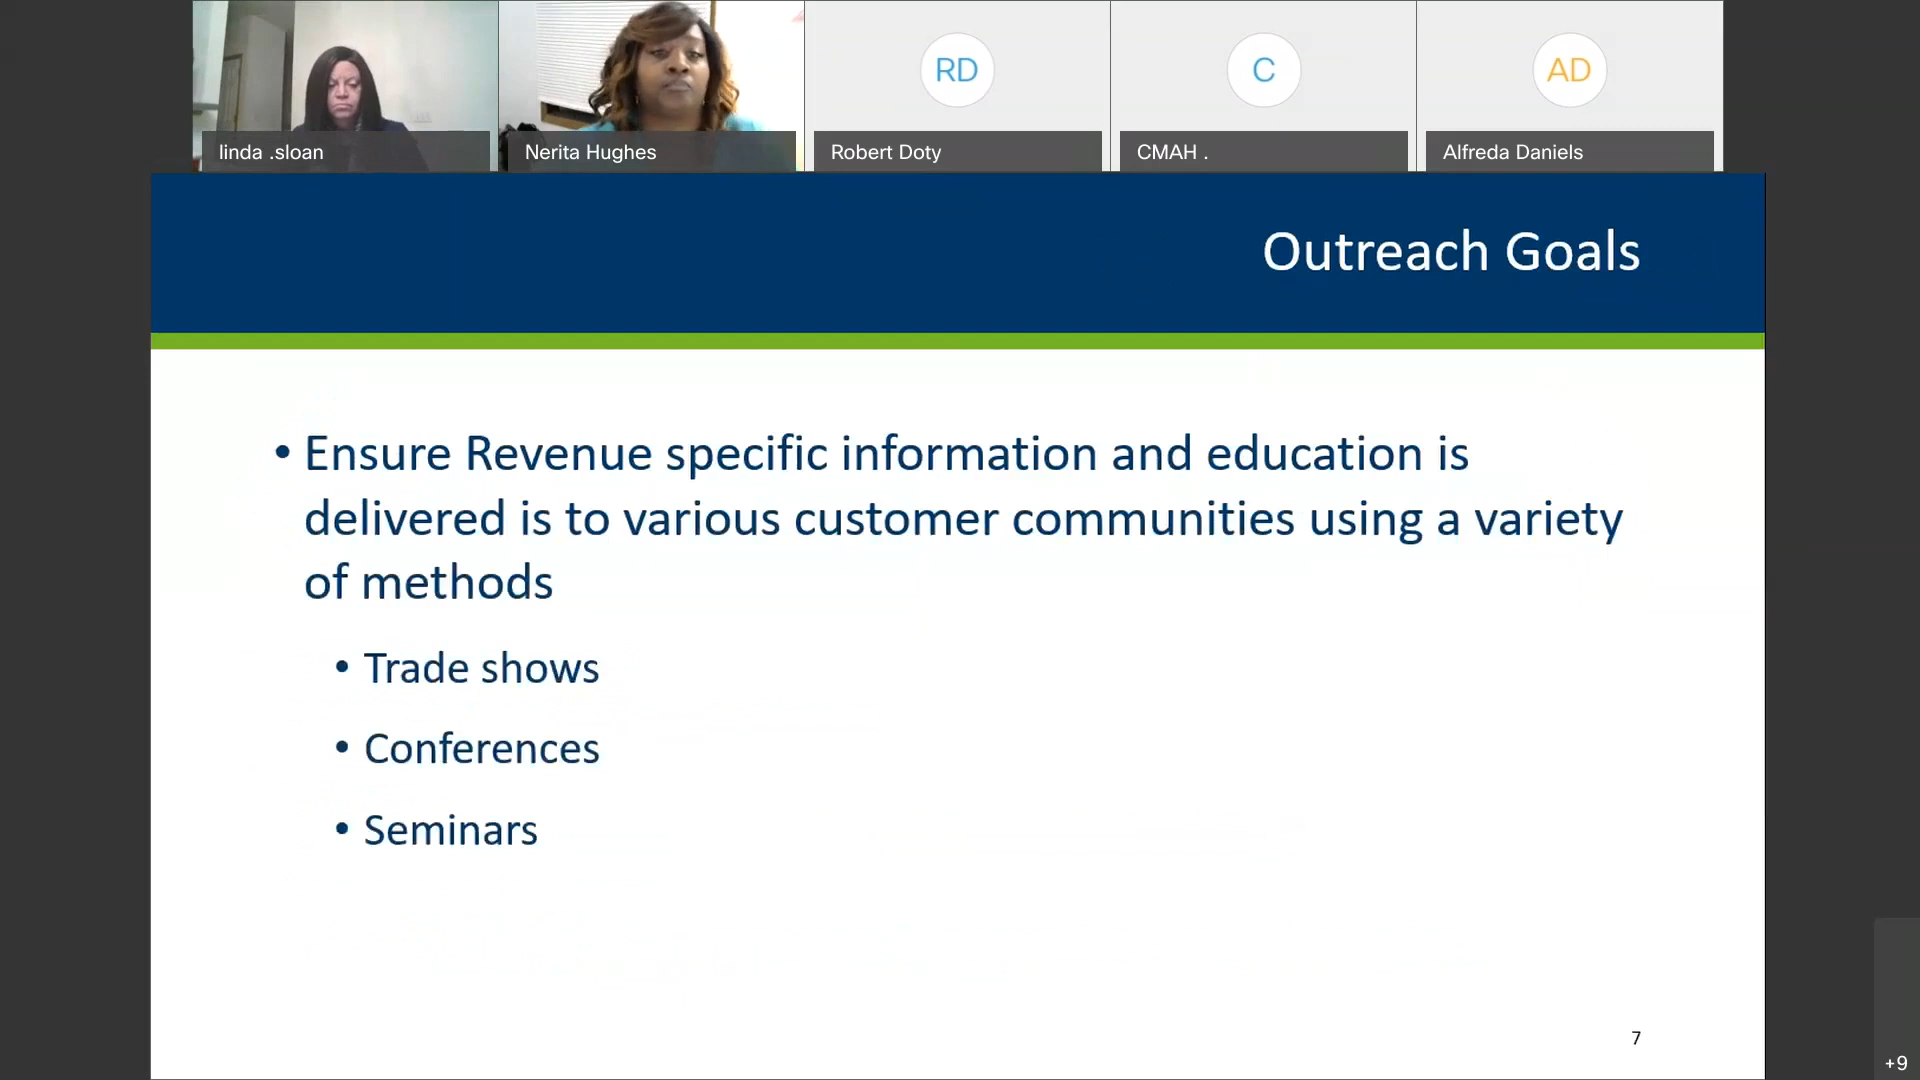 RD
C
AD
linda .sloan
Nerita Hughes
Robert Doty
CMAH .
Alfreda Daniels
Outreach Goals
• Ensure Revenue specific information and education is
delivered is to various customer communities using a variety
of methods
• Trade shows
• Conferences
• Seminars
7
+9